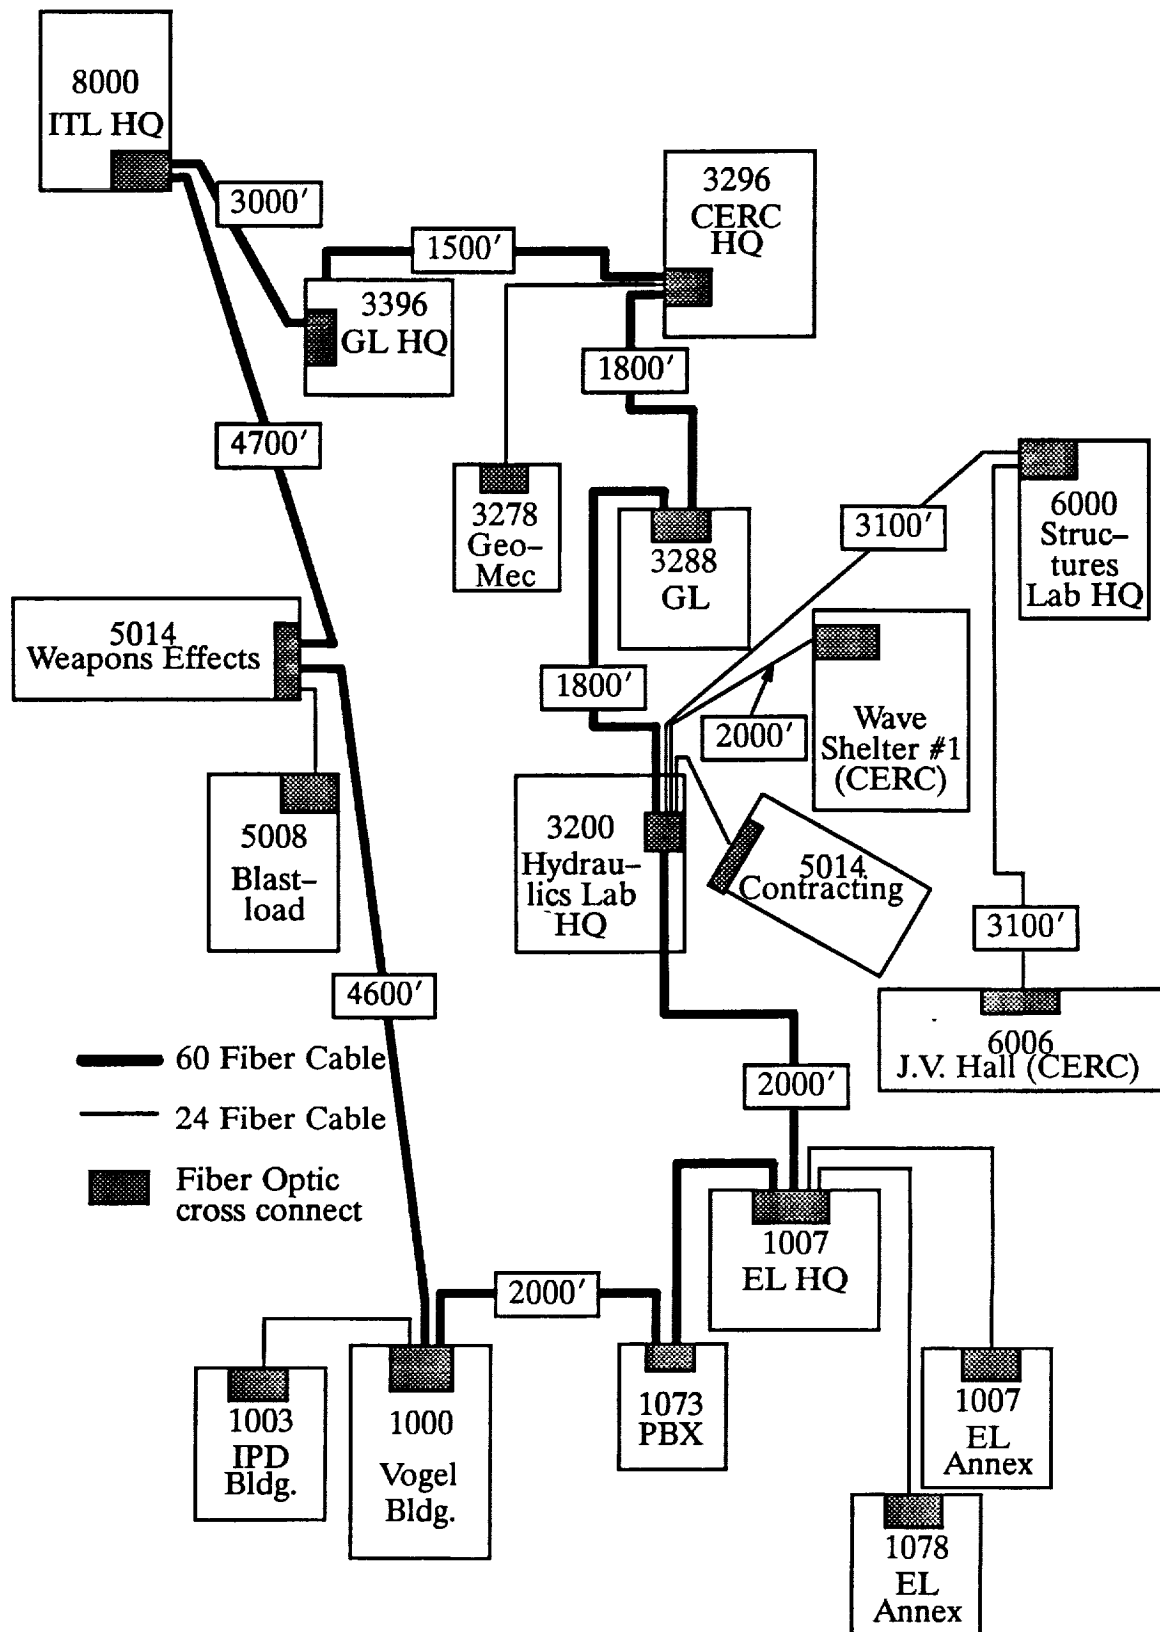 8000
ITL HQ
3000′
1500′
3296
CERC
HQ
3396
GL HQ
1800′
4700′
3278
Geo–
Mec
3288
GL
3100′
6000
Struc–
tures
Lab HQ
5014
Weapons Effects
1800′
2000′
Wave
Shelter #1
(CERC)
5008
Blast–
load
3200
Hydrau–
lics Lab
HQ
5014
Contracting
3100′
4600′
6006
J.V. Hall (CERC)
60 Fiber Cable
24 Fiber Cable
Fiber Optic
cross connect
2000′
1007
EL HQ
2000′
1003
IPD
Bldg.
1000
Vogel
Bldg.
1073
PBX
1007
EL
Annex
1078
EL
Annex